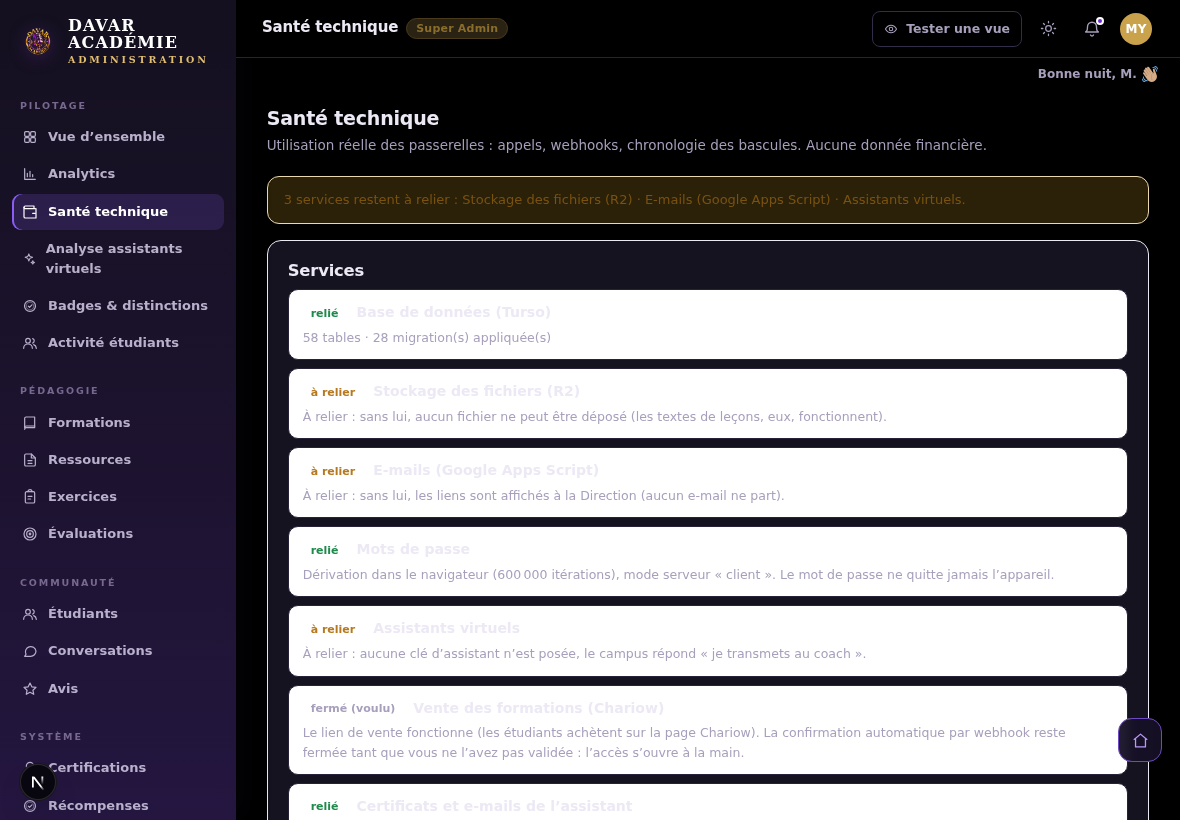 DAVAR
ACADÉMIE
ADMINISTRATION
PILOTAGE
Vue d’ensemble
Analytics
Santé technique
Analyse assistants
virtuels
Badges & distinctions
Activité étudiants
PÉDAGOGIE
Formations
Ressources
Exercices
Évaluations
COMMUNAUTÉ
Étudiants
Conversations
Avis
SYSTÈME
Certifications
Récompenses
N
Santé technique
Super Admin
Tester une vue
MY
Bonne nuit, M. 👋🏽
Santé technique
Utilisation réelle des passerelles : appels, webhooks, chronologie des bascules. Aucune donnée financière.
3 services restent à relier : Stockage des fichiers (R2) · E-mails (Google Apps Script) · Assistants virtuels.
Services
relié Base de données (Turso)
58 tables · 28 migration(s) appliquée(s)
à relier Stockage des fichiers (R2)
À relier : sans lui, aucun fichier ne peut être déposé (les textes de leçons, eux, fonctionnent).
à relier E-mails (Google Apps Script)
À relier : sans lui, les liens sont affichés à la Direction (aucun e-mail ne part).
relié Mots de passe
Dérivation dans le navigateur (600 000 itérations), mode serveur « client ». Le mot de passe ne quitte jamais l’appareil.
à relier Assistants virtuels
À relier : aucune clé d’assistant n’est posée, le campus répond « je transmets au coach ».
fermé (voulu) Vente des formations (Chariow)
Le lien de vente fonctionne (les étudiants achètent sur la page Chariow). La confirmation automatique par webhook reste
fermée tant que vous ne l’avez pas validée : l’accès s’ouvre à la main.
relié Certificats et e-mails de l’assistant